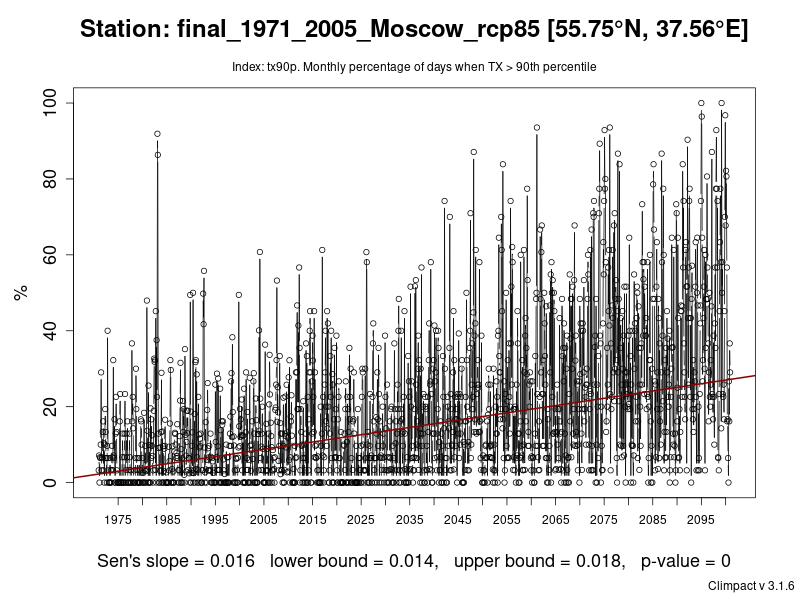 Station: final_1971_2005_Moscow_rcp85 [55.75°N, 37.56°E]
Index: tx90p. Monthly percentage of days when TX > 90th percentile
100
80
60
40
20
0
%
1975 1985 1995 2005 2015 2025 2035 2045 2055 2065 2075 2085 2095
Sen's slope = 0.016 lower bound = 0.014, upper bound = 0.018, p-value = 0
Climpact v 3.1.6